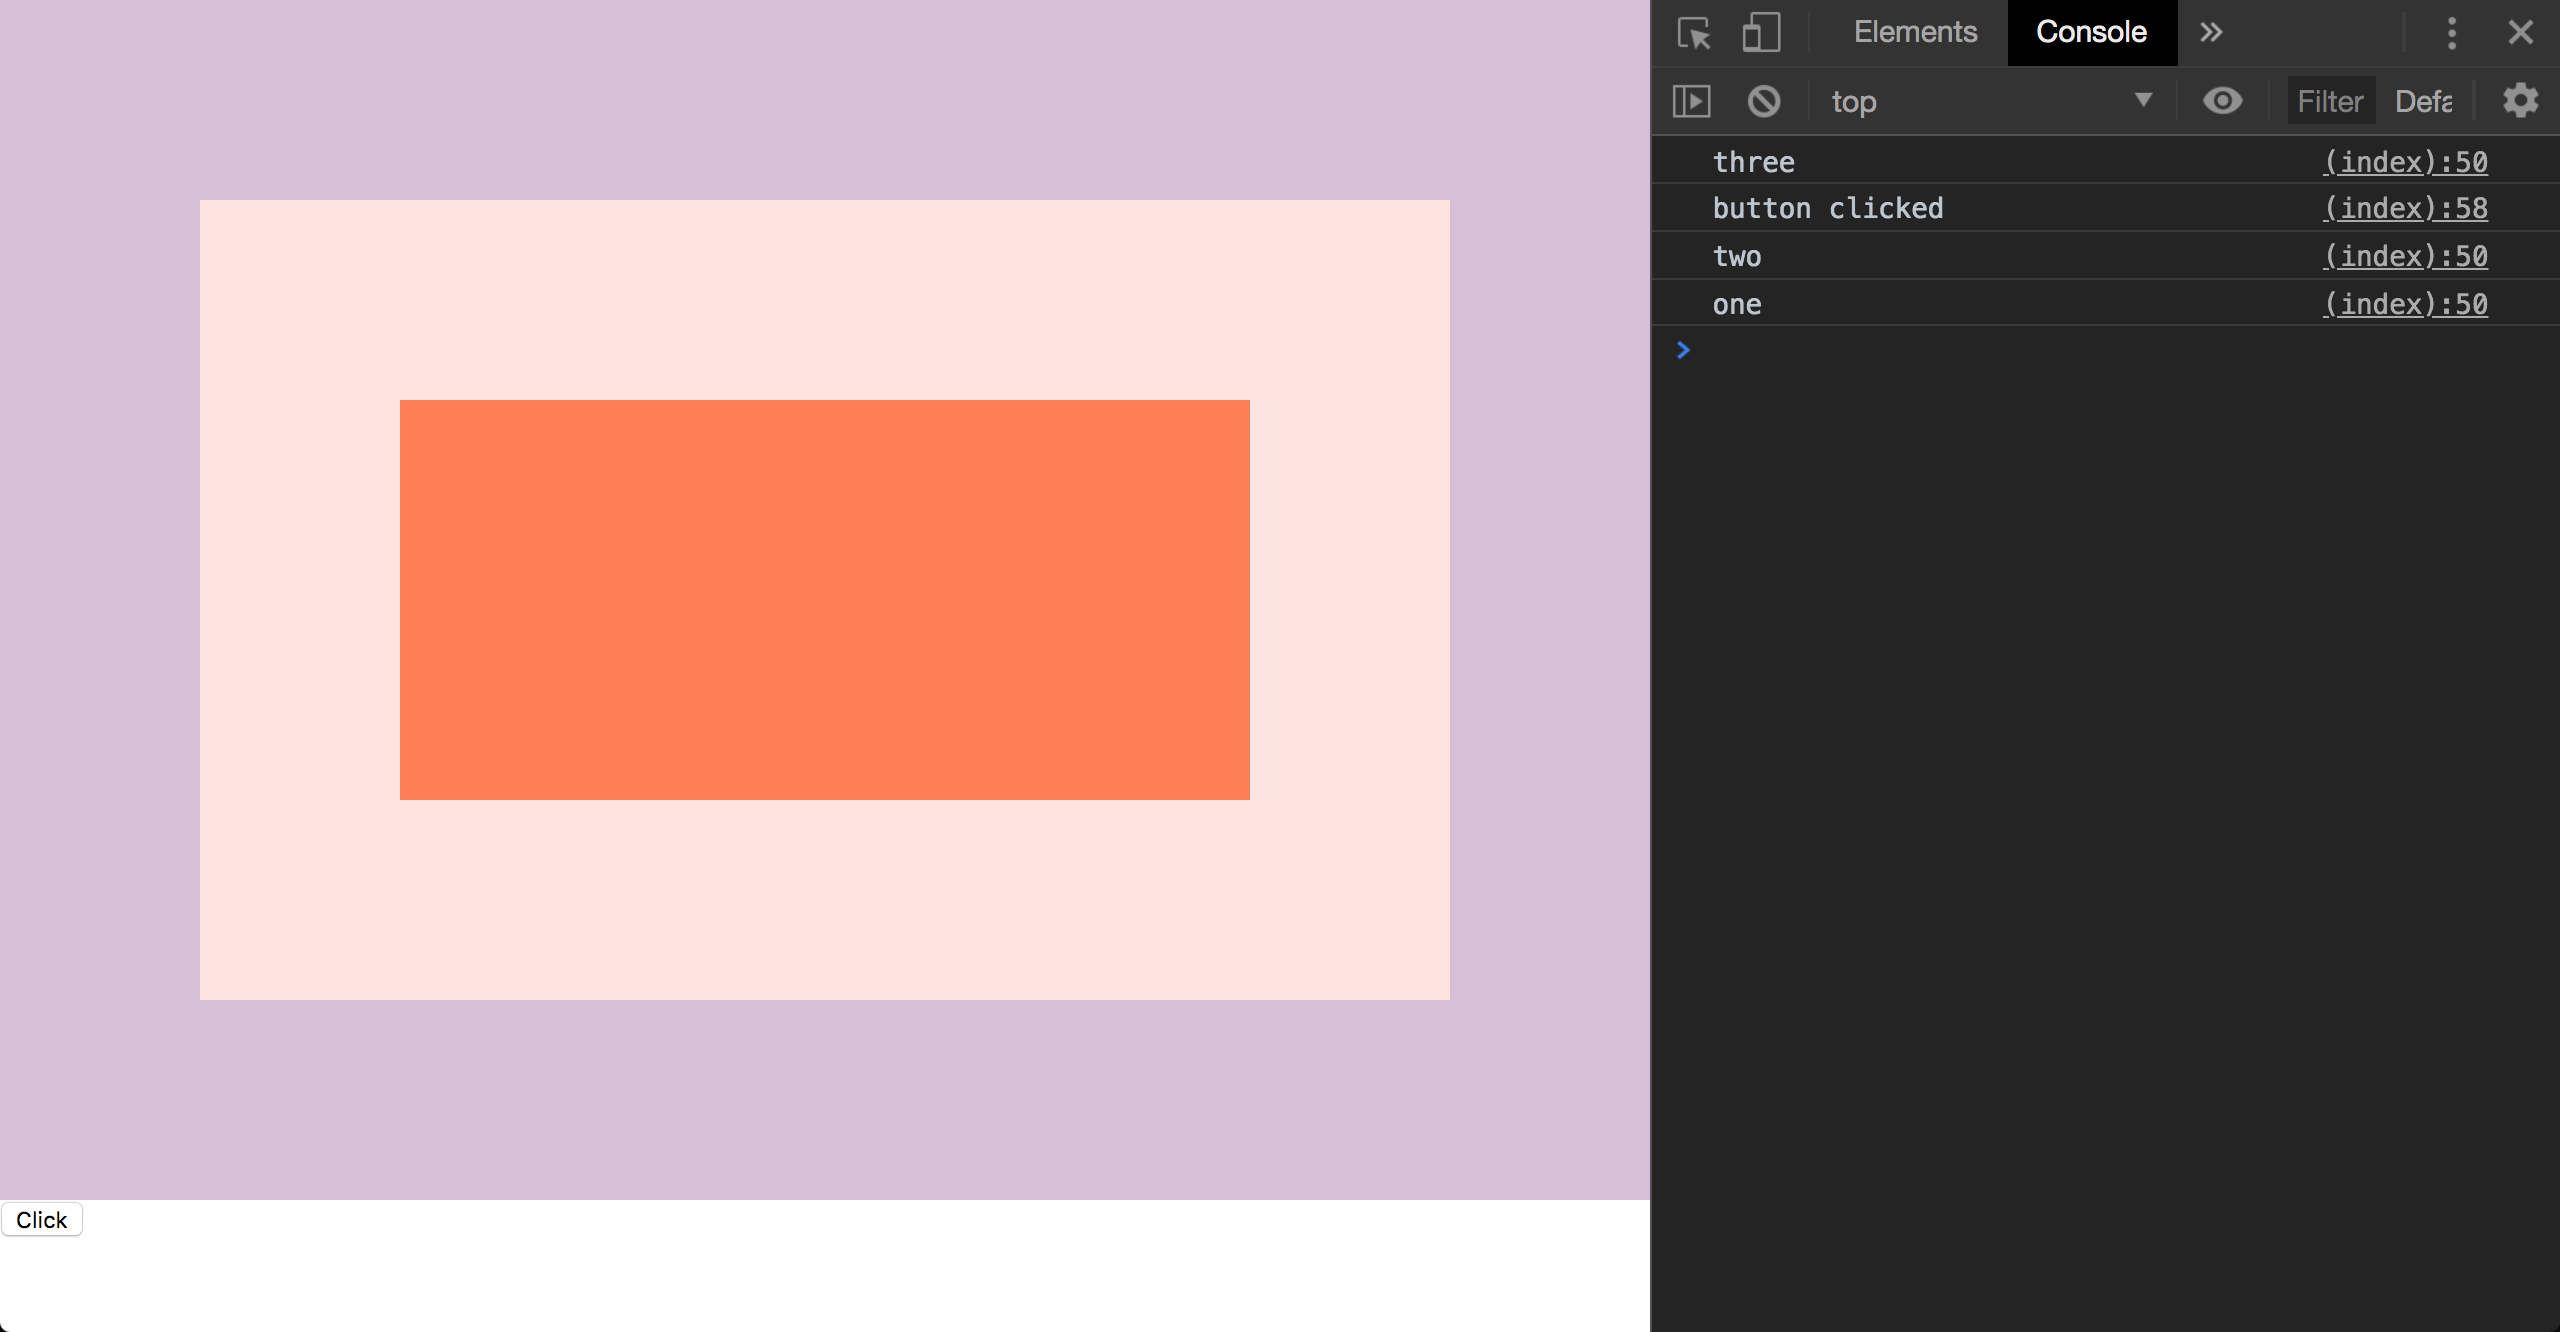 Elements Console
top Filter Defa
three (index):50
button clicked (index):58
two (index):50
one (index):50
Click